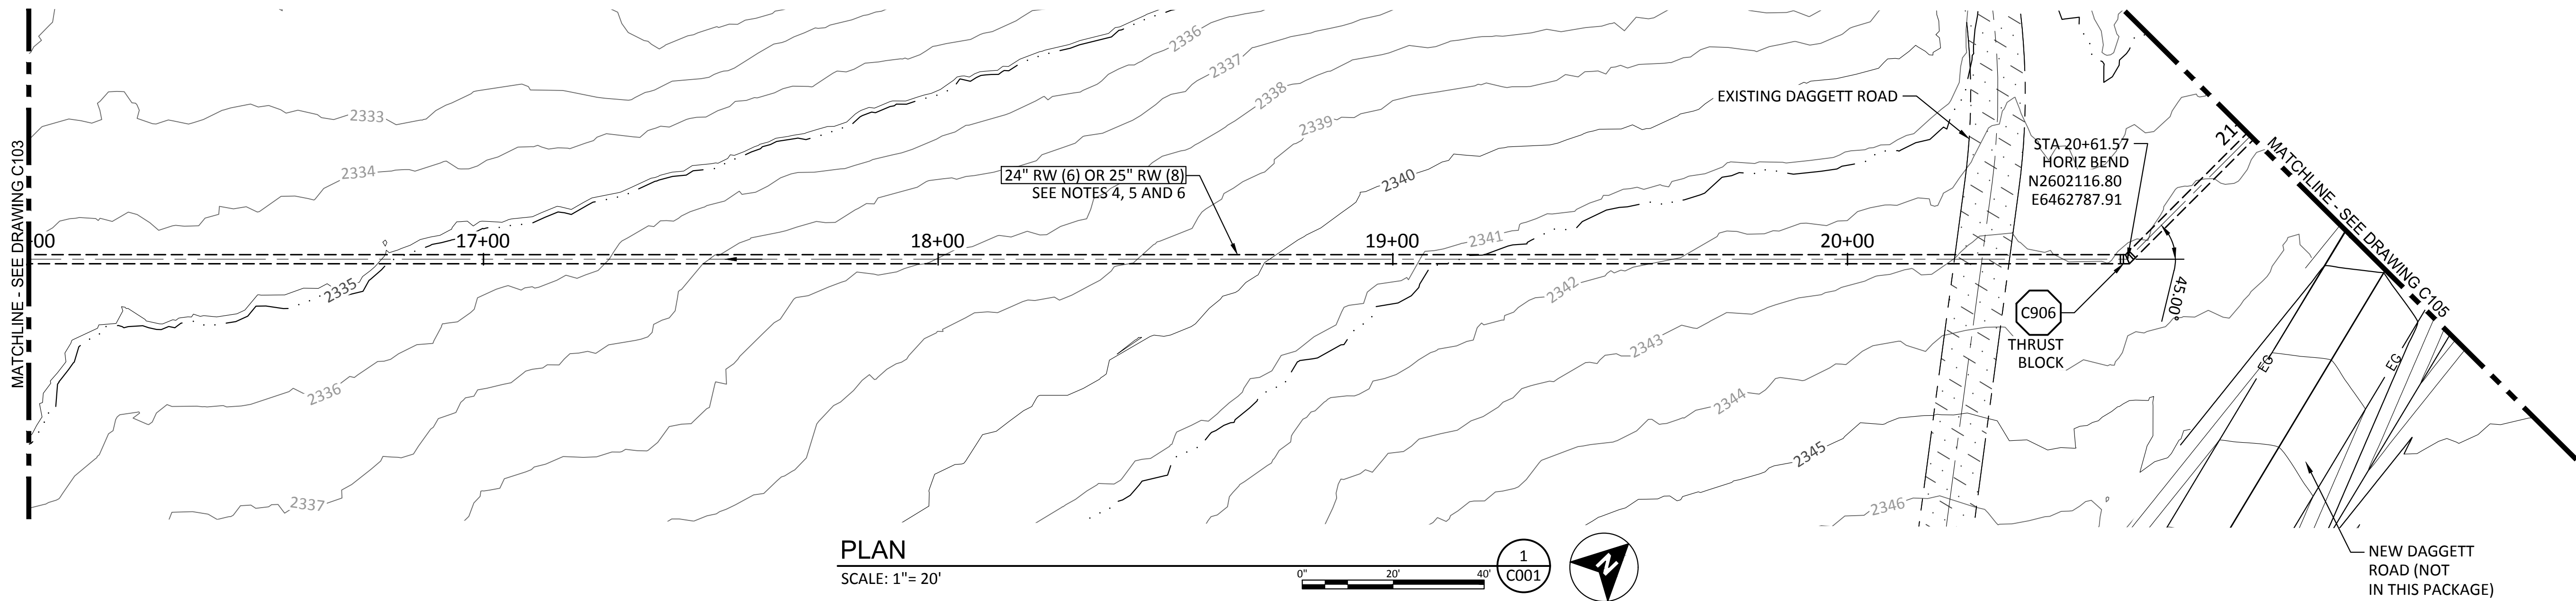 MATCHLINE - SEE DRAWING C103
00
17+00
18+00
19+00
20+00
21
2333
2334
2335
2336
2337
2336
2337
2338
2339
2340
2341
2342
2343
2344
2345
2346
24" RW (6) OR 25" RW (8)
SEE NOTES 4, 5 AND 6
EXISTING DAGGETT ROAD
STA 20+61.57
HORIZ BEND
N2602116.80
E6462787.91
45.00°
C906
THRUST
BLOCK
MATCHLINE - SEE DRAWING C105
EG
EG
NEW DAGGETT
ROAD (NOT
IN THIS PACKAGE)
PLAN
SCALE: 1"= 20'
0"
20'
40'
1
C001
N